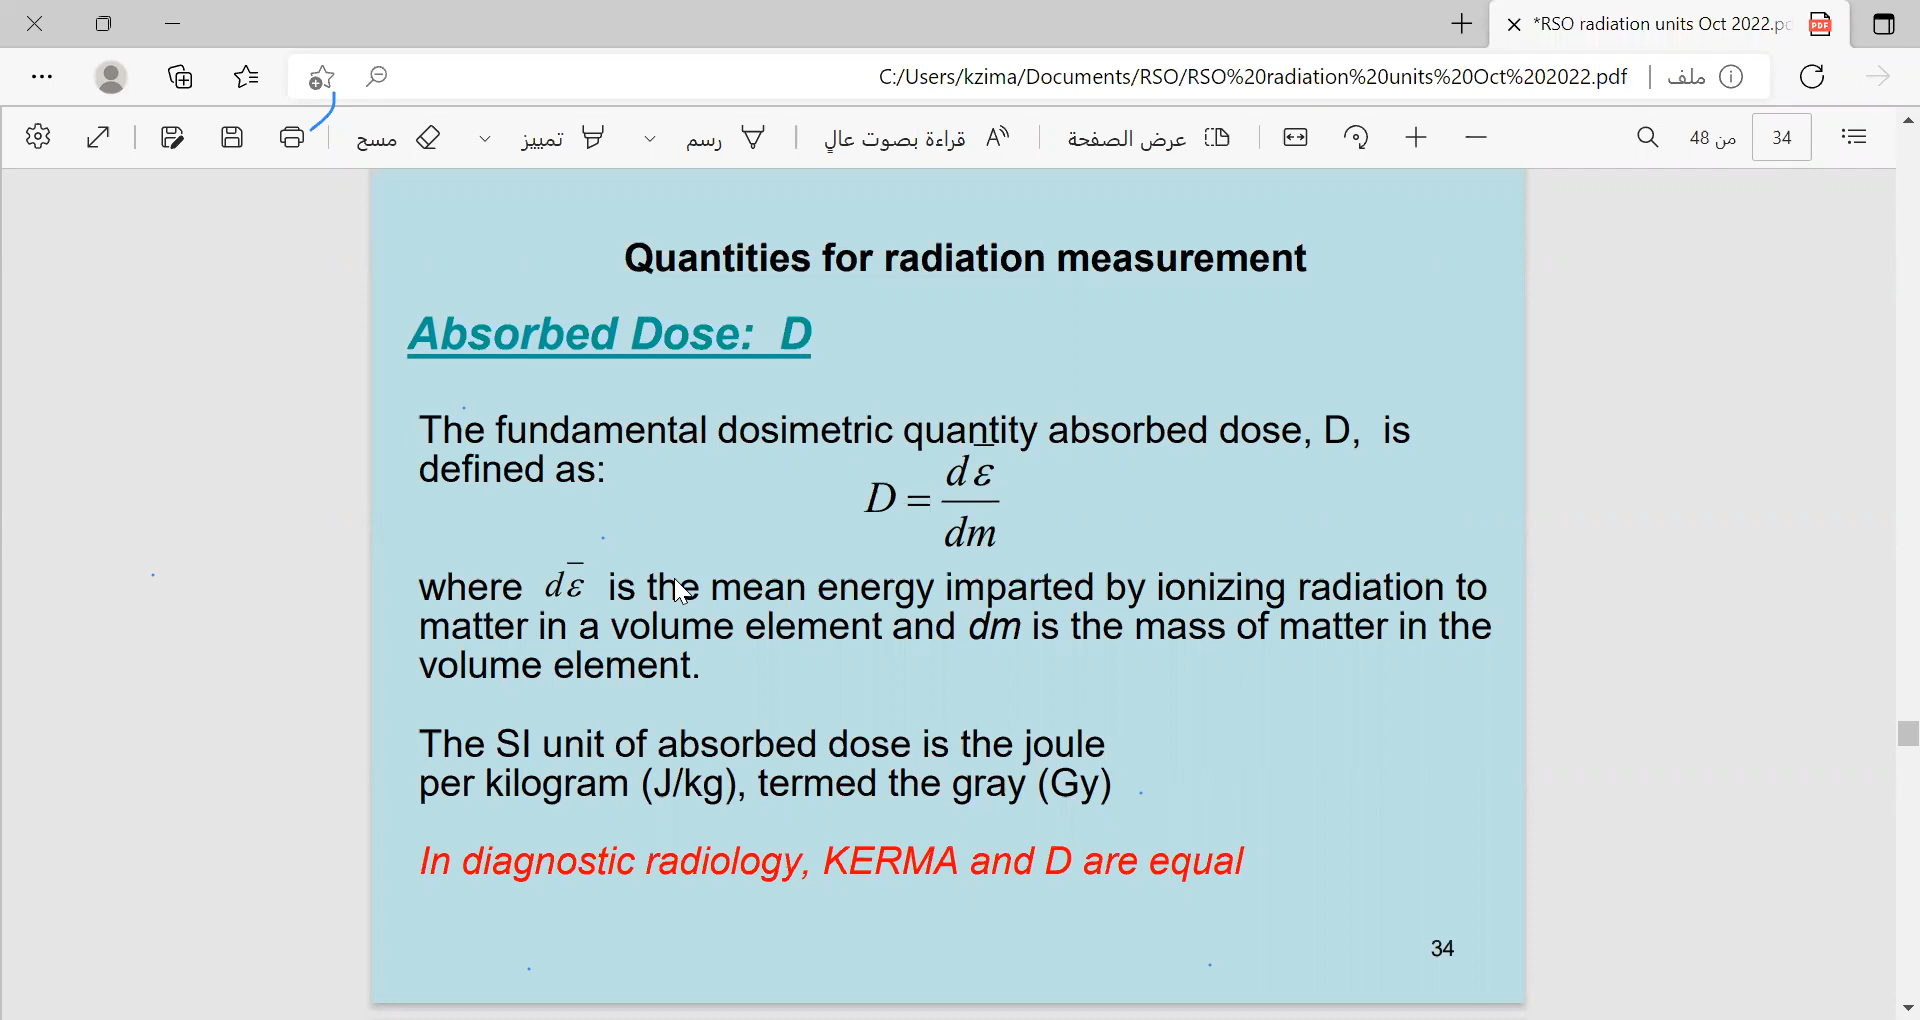 *RSO radiation units Oct 2022.pd
C:/Users/kzima/Documents/RSO/RSO%20radiation%20units%20Oct%202022.pdf
ملف
34
من 48
عرض الصفحة
قراءة بصوت عالٍ
رسم
تمييز
مسح
Quantities for radiation measurement
Absorbed Dose: D
The fundamental dosimetric quantity absorbed dose, D, is
defined as:
D = dε̄ / dm
where dε̄ is the mean energy imparted by ionizing radiation to
matter in a volume element and dm is the mass of matter in the
volume element.
The SI unit of absorbed dose is the joule
per kilogram (J/kg), termed the gray (Gy)
In diagnostic radiology, KERMA and D are equal
34